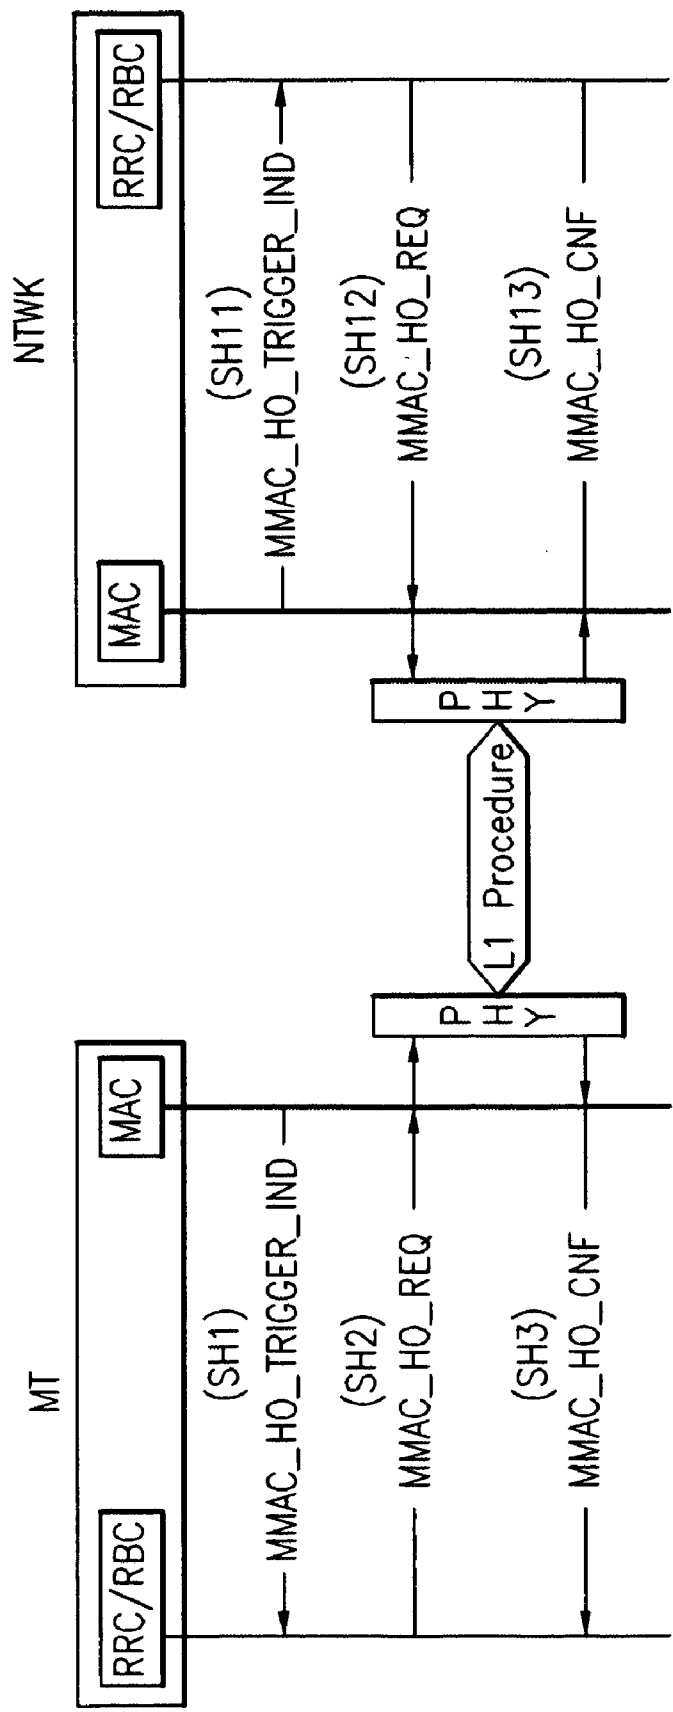 MT
NTWK
RRC/RBC
MAC
MAC
RRC/RBC
(SH1)
MMAC_HO_TRIGGER_IND
(SH11)
MMAC_HO_TRIGGER_IND
(SH2)
MMAC_HO_REQ
(SH12)
MMAC_HO_REQ
PHY
L1 Procedure
PHY
(SH3)
MMAC_HO_CNF
(SH13)
MMAC_HO_CNF